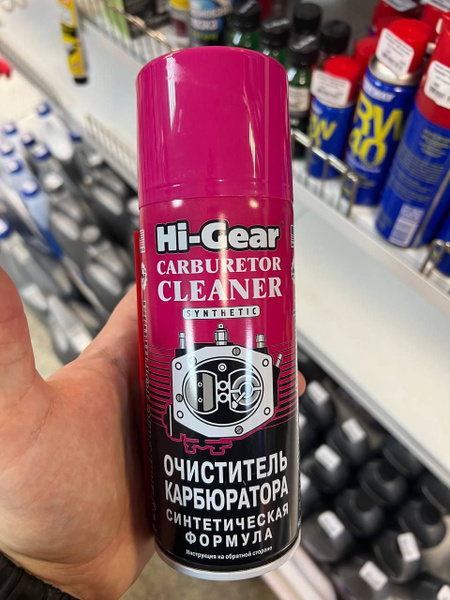 Hi-Gear
CARBURETOR
CLEANER
SYNTHETIC
ОЧИСТИТЕЛЬ
КАРБЮРАТОРА
СИНТЕТИЧЕСКАЯ
ФОРМУЛА
Инструкция на обратной стороне